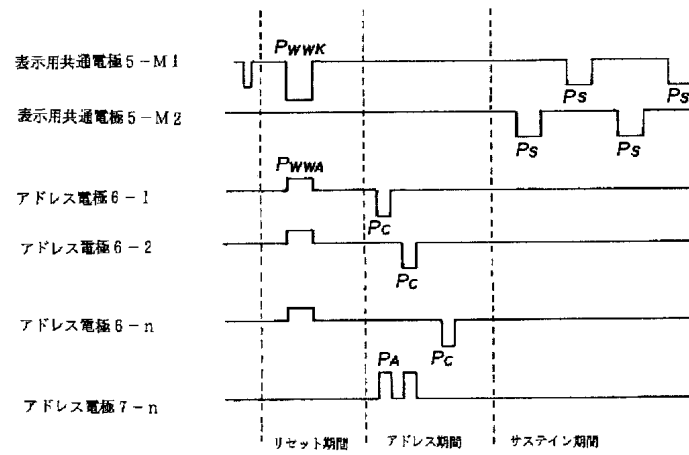 PWWK
表示用共通電極5-M1
PS
PS
表示用共通電極5-M2
PS
PS
PWWA
アドレス電極6-1
PC
アドレス電極6-2
PC
アドレス電極6-n
PC
PA
アドレス電極7-n
リセット期間
アドレス期間
サステイン期間